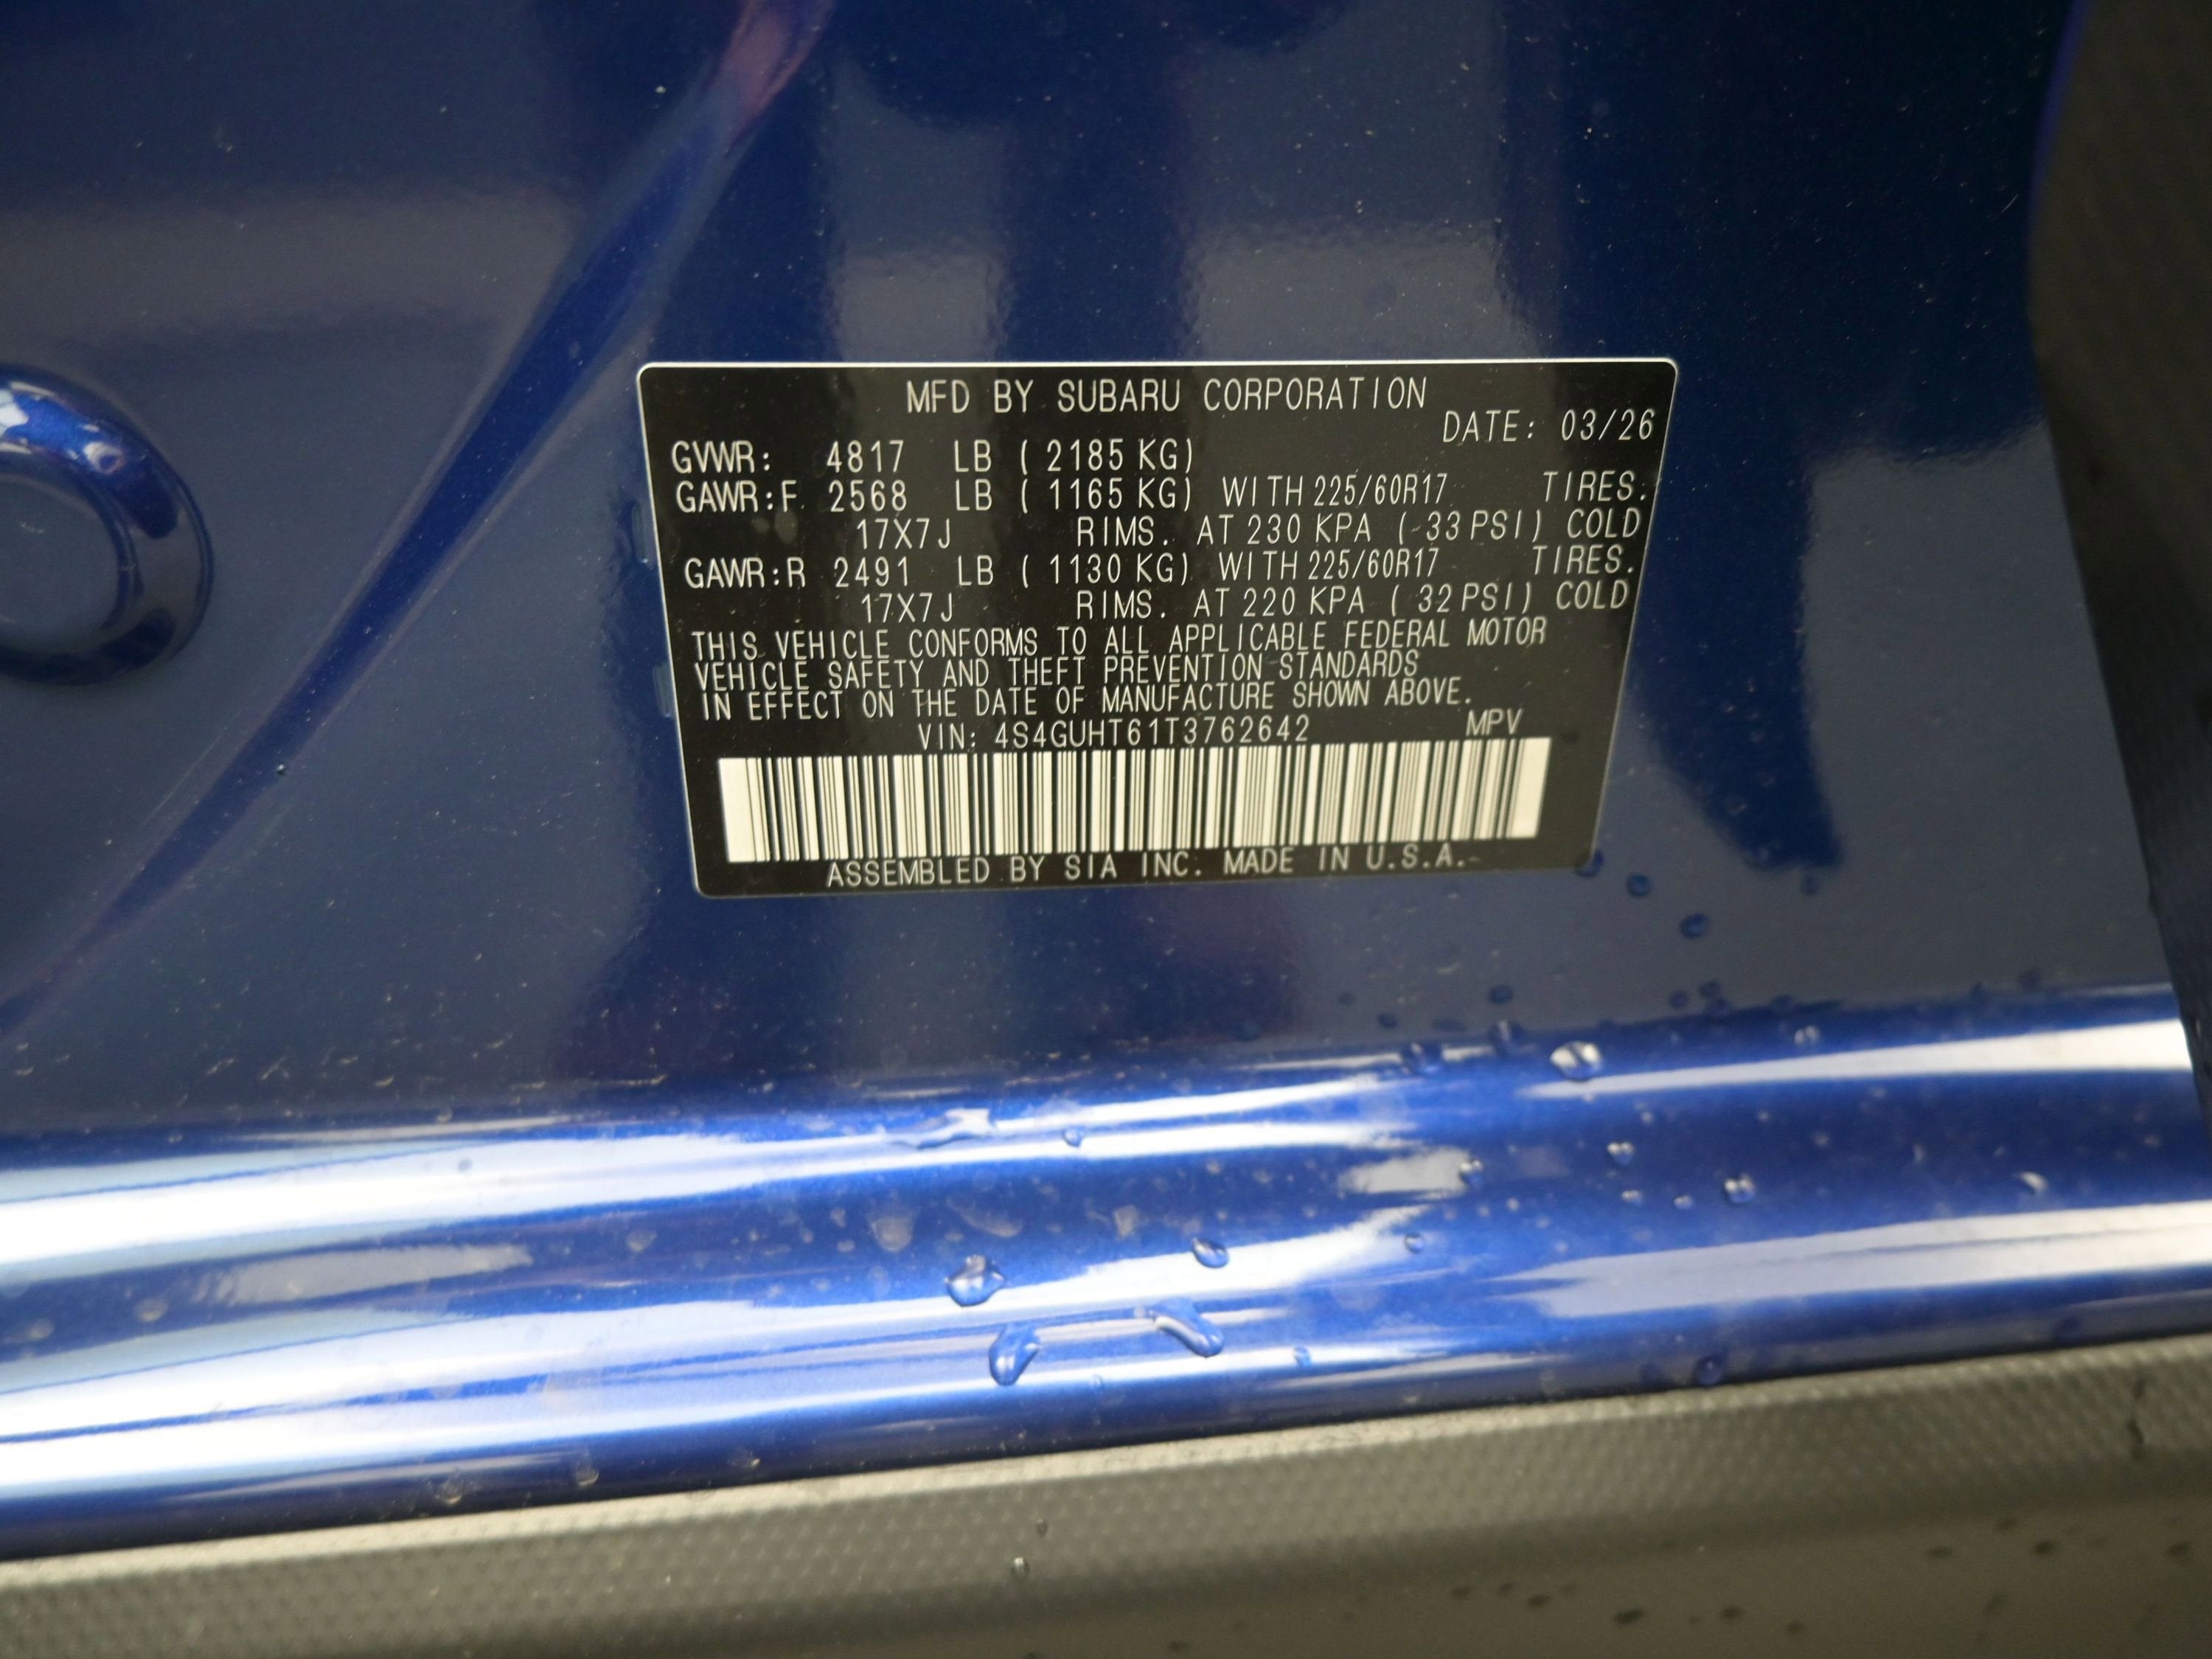 MFD BY SUBARU CORPORATION
DATE: 03/26
GVWR: 4817 LB ( 2185 KG)
GAWR:F 2568 LB ( 1165 KG) WITH 225/60R17 TIRES.
17X7J RIMS. AT 230 KPA ( 33 PSI) COLD
GAWR:R 2491 LB ( 1130 KG) WITH 225/60R17 TIRES.
17X7J RIMS. AT 220 KPA ( 32 PSI) COLD
THIS VEHICLE CONFORMS TO ALL APPLICABLE FEDERAL MOTOR
VEHICLE SAFETY AND THEFT PREVENTION STANDARDS
IN EFFECT ON THE DATE OF MANUFACTURE SHOWN ABOVE.
VIN: 4S4GUHT61T3762642 MPV
ASSEMBLED BY SIA INC. MADE IN U.S.A.